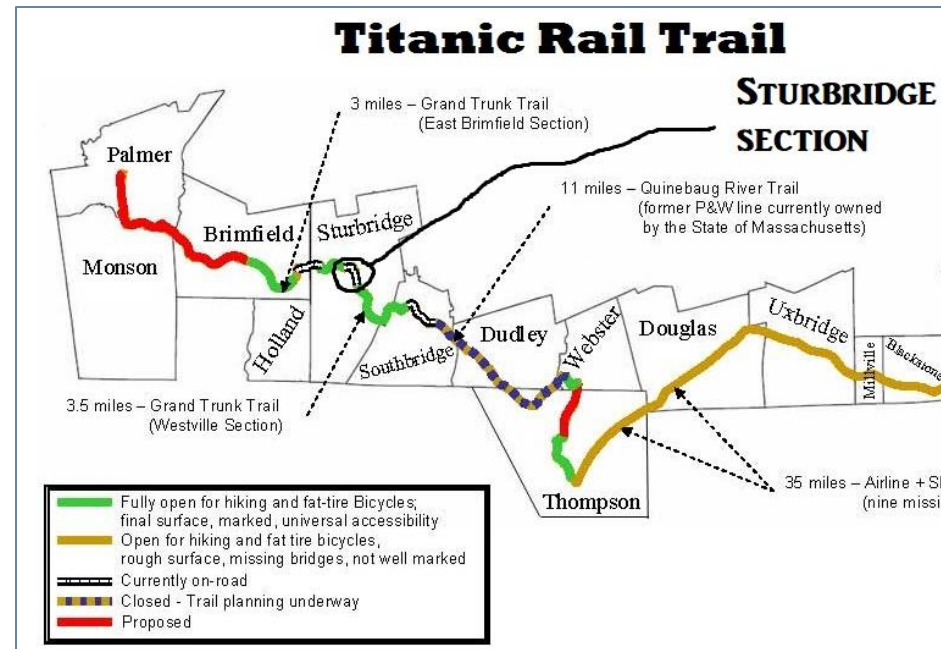 Titanic Rail Trail
STURBRIDGE
SECTION
3 miles – Grand Trunk Trail
(East Brimfield Section)
Palmer
11 miles – Quinebaug River Trail
(former P&W line currently owned
by the State of Massachusetts)
Brimfield
Sturbridge
Monson
Holland
Southbridge
Dudley
Webster
Douglas
Uxbridge
Millville
Blackstone
3.5 miles – Grand Trunk Trail
(Westville Section)
Thompson
35 miles – Airline +
(nine
Fully open for hiking and fat-tire Bicycles;
final surface, marked, universal accessibility
Open for hiking and fat tire bicycles,
rough surface, missing bridges, not well marked
Currently on-road
Closed - Trail planning underway
Proposed